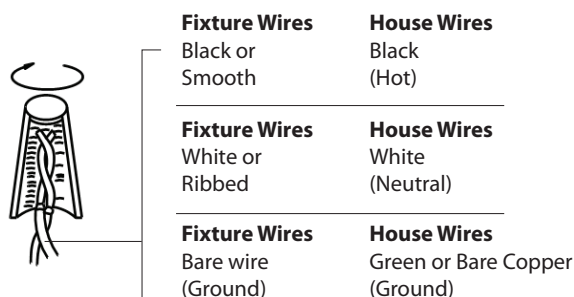 Fixture Wires House Wires
Black or Black
Smooth (Hot)
Fixture Wires House Wires
White or White
Ribbed (Neutral)
Fixture Wires House Wires
Bare wire Green or Bare Copper
(Ground) (Ground)